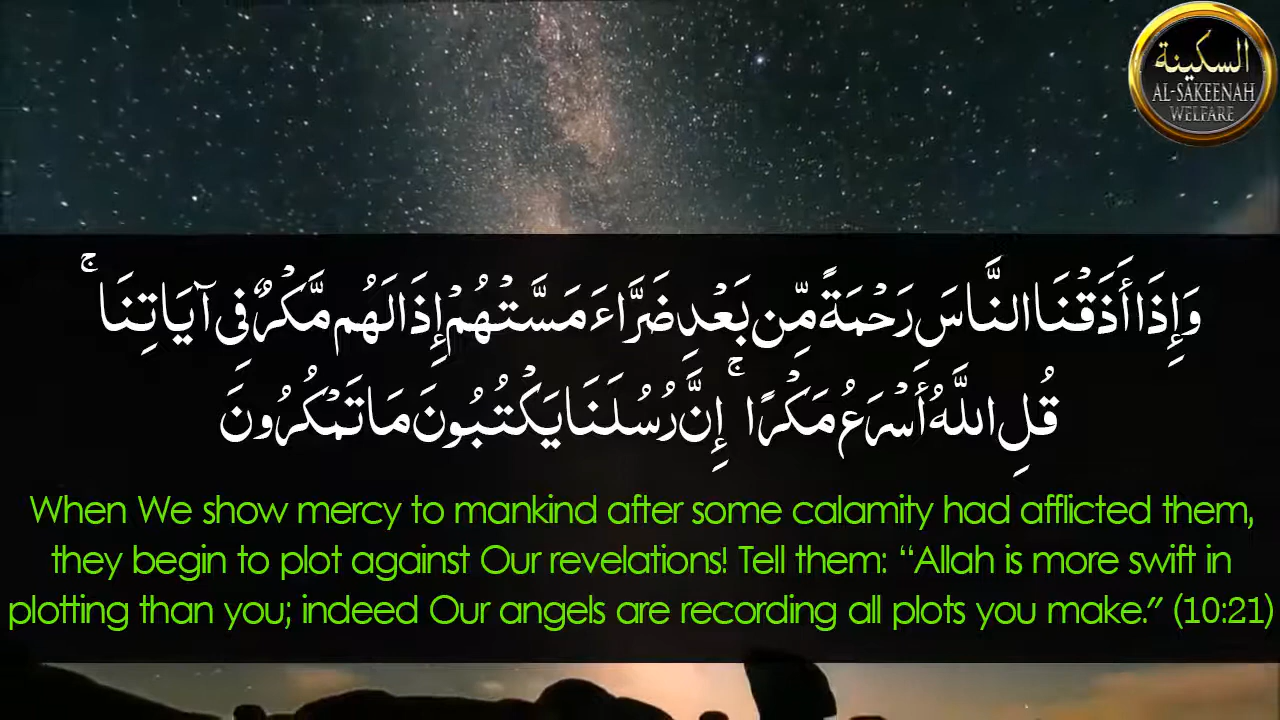 السكينة
AL-SAKEENAH
WELFARE
وَإِذَا أَذَقْنَا النَّاسَ رَحْمَةً مِّن بَعْدِ ضَرَّاءَ مَسَّتْهُمْ إِذَا لَهُم مَّكْرٌ فِي آيَاتِنَا ۚ
قُلِ اللَّهُ أَسْرَعُ مَكْرًا ۚ إِنَّ رُسُلَنَا يَكْتُبُونَ مَا تَمْكُرُونَ
When We show mercy to mankind after some calamity had afflicted them,
they begin to plot against Our revelations! Tell them: “Allah is more swift in
plotting than you; indeed Our angels are recording all plots you make.” (10:21)